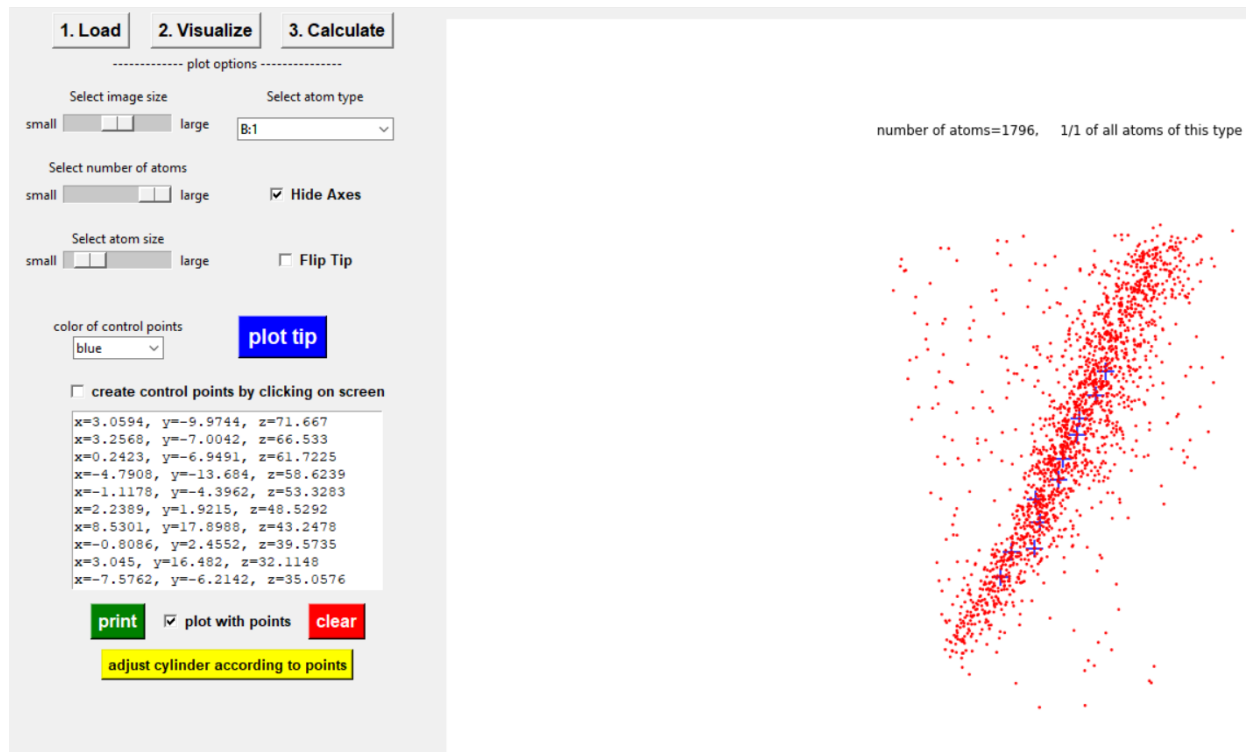 1. Load 2. Visualize 3. Calculate
------------- plot options ---------------
Select image size Select atom type
small large B:1
number of atoms=1796, 1/1 of all atoms of this type
Select number of atoms
small large Hide Axes
Select atom size
small large Flip Tip
color of control points
blue plot tip
create control points by clicking on screen
x=3.0594, y=-9.9744, z=71.667
x=3.2568, y=-7.0042, z=66.533
x=0.2423, y=-6.9491, z=61.7225
x=-4.7908, y=-13.684, z=58.6239
x=-1.1178, y=-4.3962, z=53.3283
x=2.2389, y=1.9215, z=48.5292
x=8.5301, y=17.8988, z=43.2478
x=-0.8086, y=2.4552, z=39.5735
x=3.045, y=16.482, z=32.1148
x=-7.5762, y=-6.2142, z=35.0576
print plot with points clear
adjust cylinder according to points